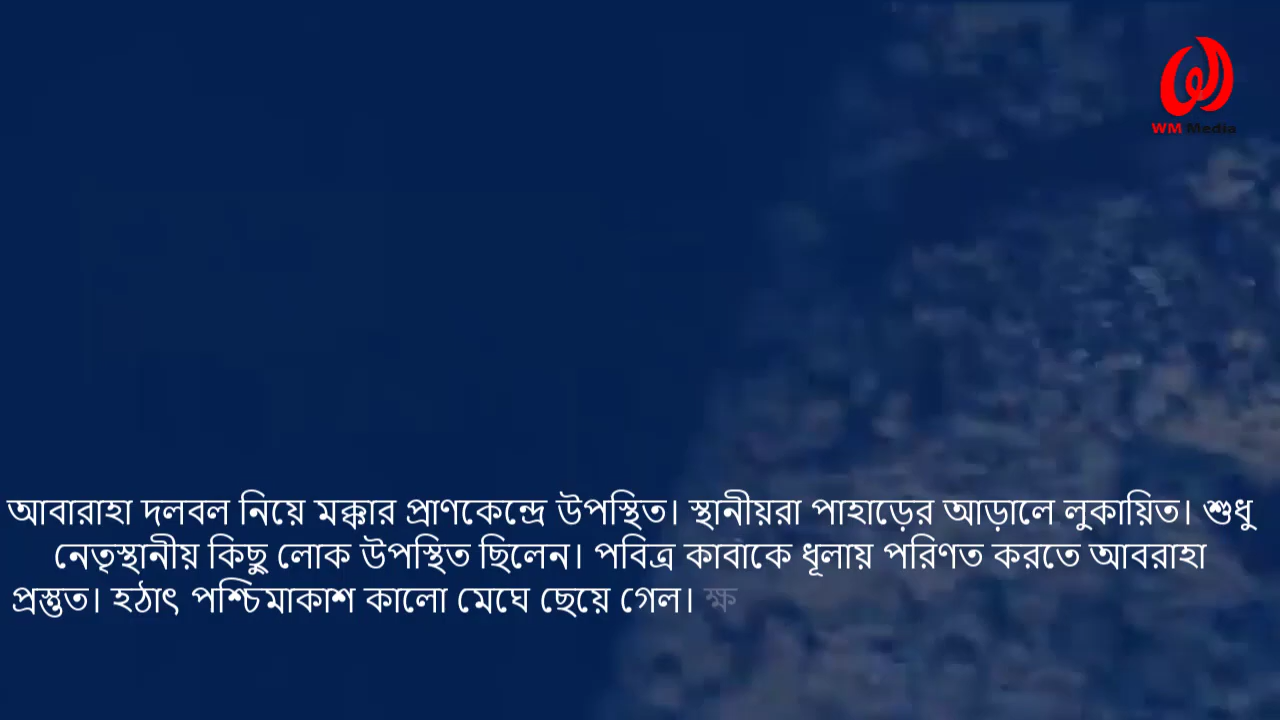 WM Media
আবারাহা দলবল নিয়ে মক্কার প্রাণকেন্দ্রে উপস্থিত। স্থানীয়রা পাহাড়ের আড়ালে লুকায়িত। শুধু
নেতৃস্থানীয় কিছু লোক উপস্থিত ছিলেন। পবিত্র কাবাকে ধূলায় পরিণত করতে আবরাহা
প্রস্তুত। হঠাৎ পশ্চিমাকাশ কালো মেঘে ছেয়ে গেল। ক্ষ